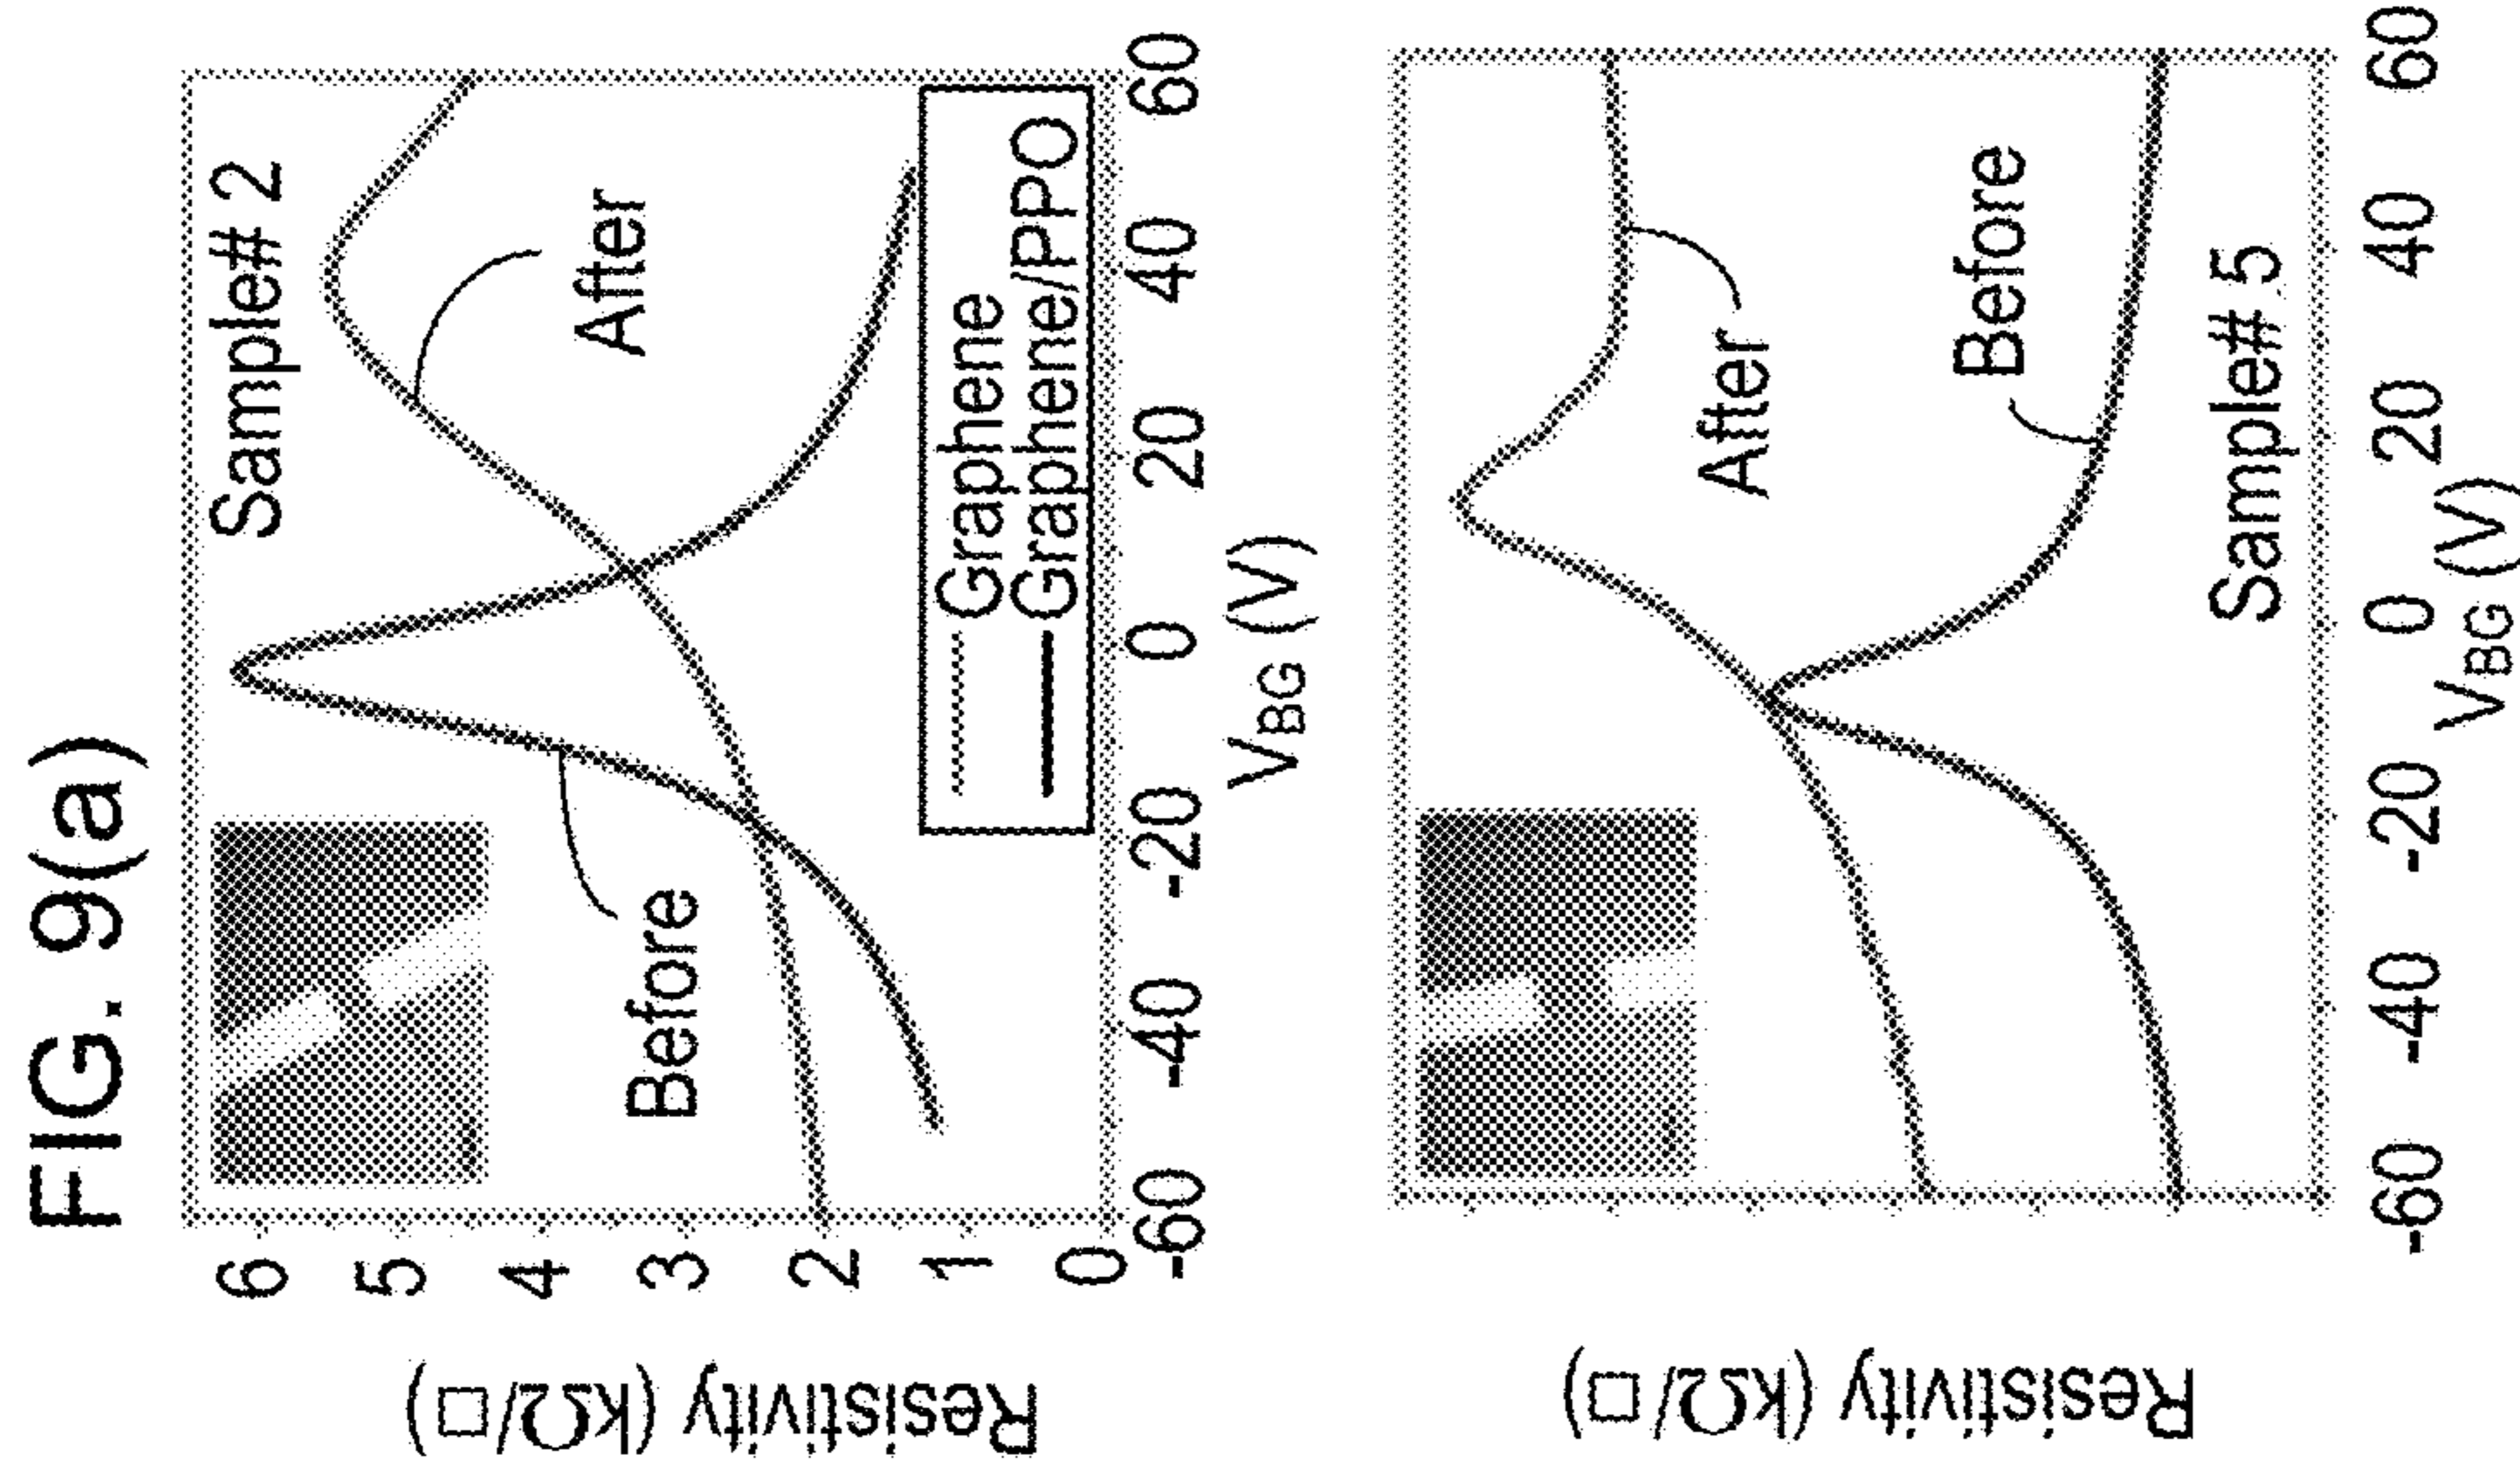 FIG. 9(a)
Sample# 2
After
Before
Graphene
Graphene/PPO
6
5
4
3
2
1
0
-60
-40
-20
0
20
40
60
VBG (V)
Resistivity (kΩ/□)
After
Before
Sample# 5
-60
-40
-20
0
20
40
60
VBG (V)
Resistivity (kΩ/□)